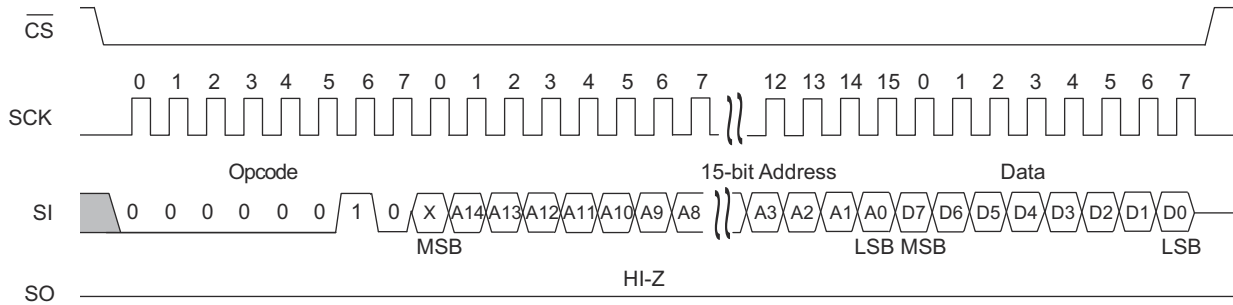 CS
0 1 2 3 4 5 6 7 0 1 2 3 4 5 6 7 12 13 14 15 0 1 2 3 4 5 6 7
SCK
Opcode 15-bit Address Data
SI 0 0 0 0 0 0 1 0 X A14 A13 A12 A11 A10 A9 A8 A3 A2 A1 A0 D7 D6 D5 D4 D3 D2 D1 D0
MSB LSB MSB LSB
HI-Z
SO